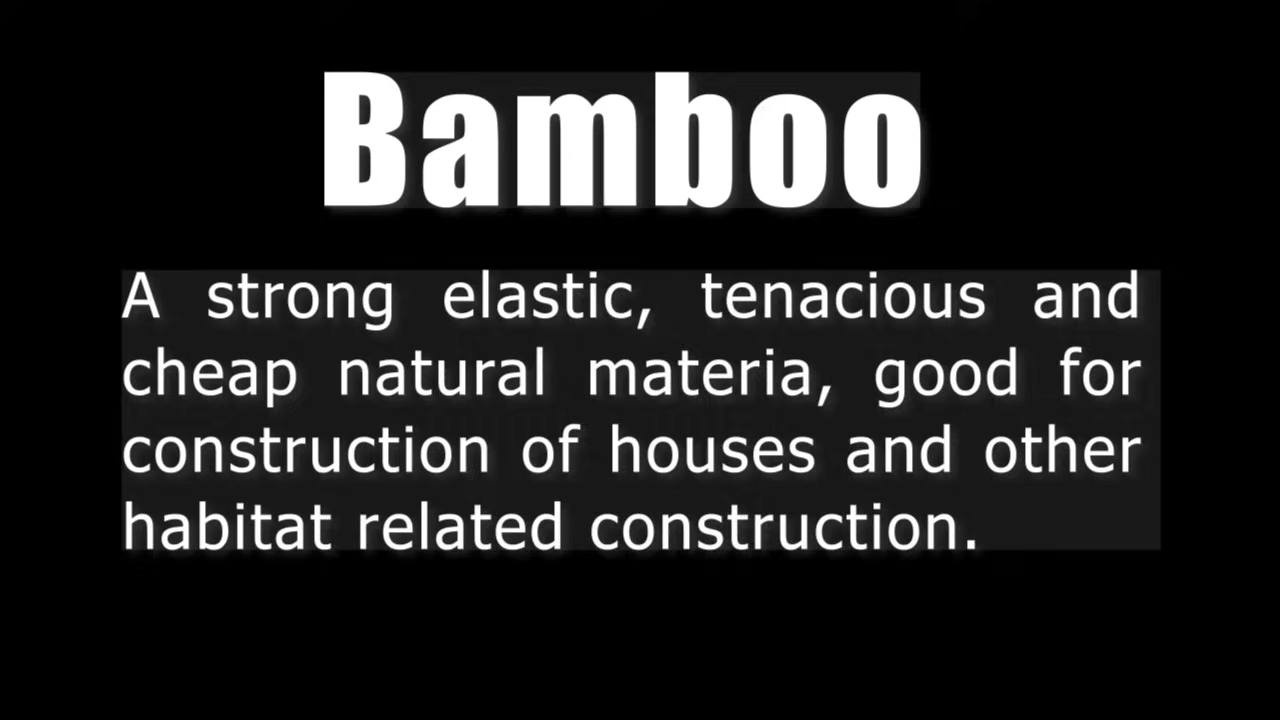 Bamboo
A strong elastic, tenacious and
cheap natural materia, good for
construction of houses and other
habitat related construction.